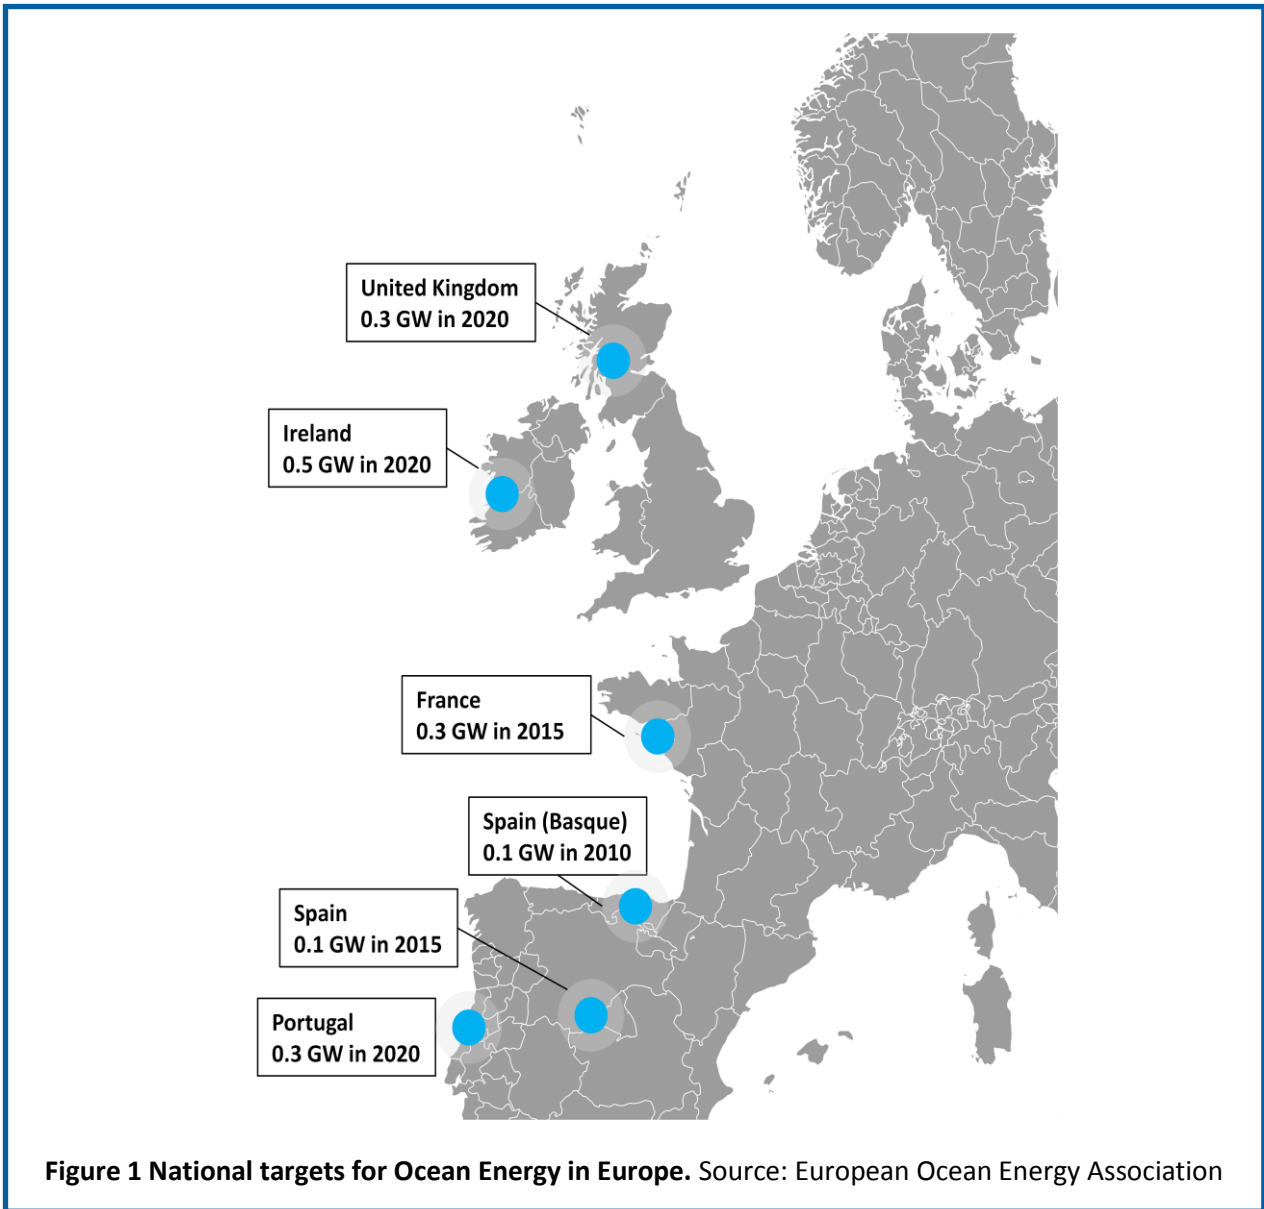 United Kingdom
0.3 GW in 2020
Ireland
0.5 GW in 2020
France
0.3 GW in 2015
Spain (Basque)
0.1 GW in 2010
Spain
0.1 GW in 2015
Portugal
0.3 GW in 2020
Figure 1 National targets for Ocean Energy in Europe. Source: European Ocean Energy Association